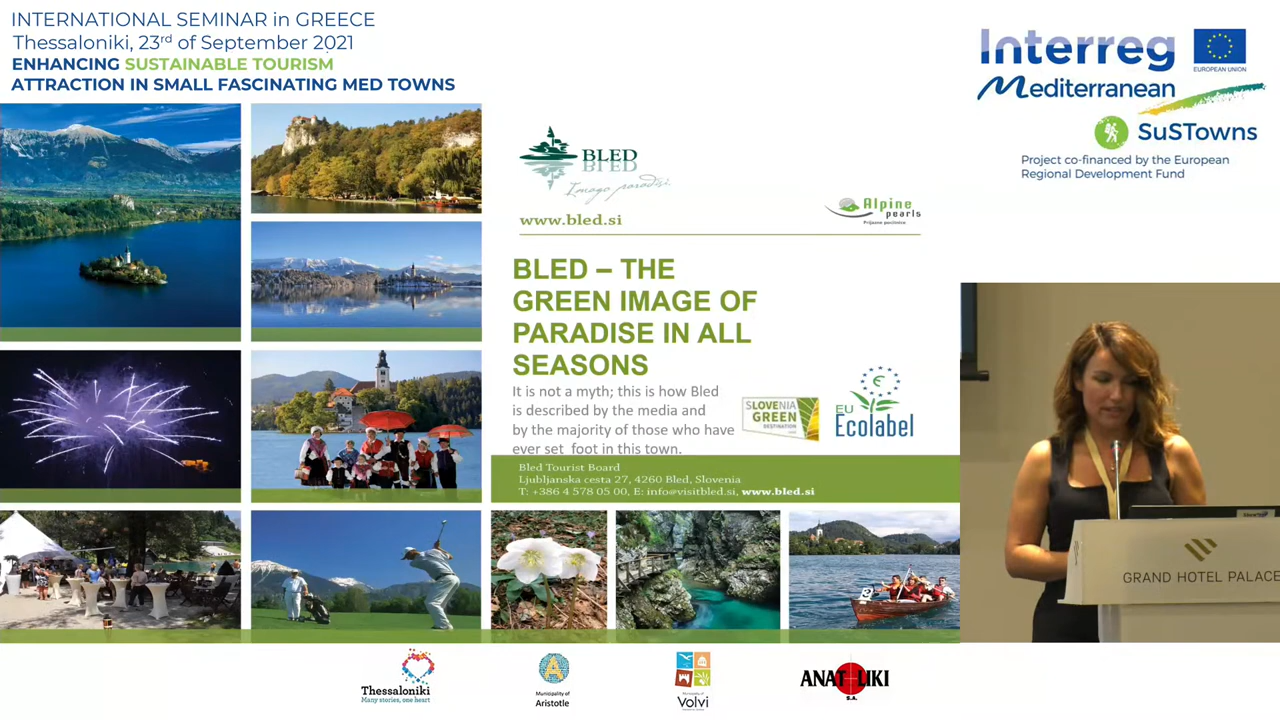 INTERNATIONAL SEMINAR in GREECE
Thessaloniki, 23rd of September 2021
ENHANCING SUSTAINABLE TOURISM
ATTRACTION IN SMALL FASCINATING MED TOWNS
Interreg
EUROPEAN UNION
Mediterranean
SuSTowns
Project co-financed by the European
Regional Development Fund
BLED
Imago paradisi
www.bled.si
Alpine
pearls
BLED – THE
GREEN IMAGE OF
PARADISE IN ALL
SEASONS
It is not a myth; this is how Bled
is described by the media and
by the majority of those who have
ever set foot in this town.
SLOVENIA
GREEN
DESTINATION
EU
Ecolabel
Bled Tourist Board
Ljubljanska cesta 27, 4260 Bled, Slovenia
T: +386 4 578 05 00, E: info@visitbled.si, www.bled.si
GRAND HOTEL PALACE
Thessaloniki
Many stories, one heart
Municipality of
Aristotle
Volvi
ANATOLIKI
S.A.